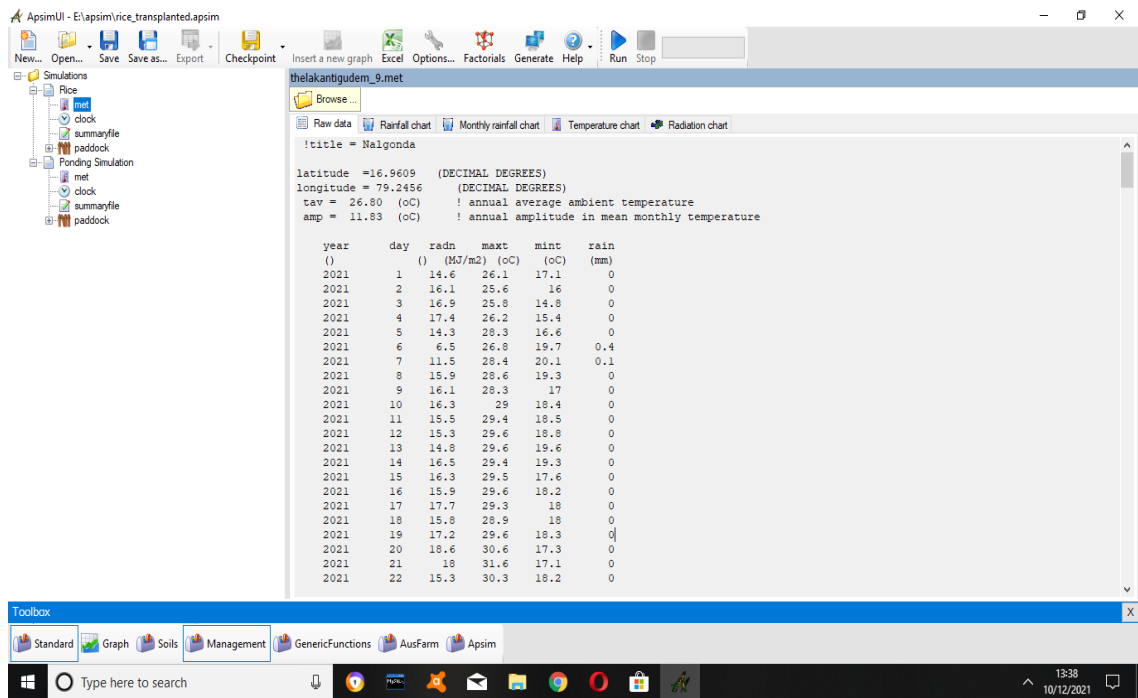 ApsimUI - E:\apsim\rice_transplanted.apsim
New... Open... Save Save as... Export Checkpoint Insert a new graph Excel Options... Factorials Generate Help Run Stop
Simulations
Rice
met
clock
summaryfile
paddock
Ponding Simulation
met
clock
summaryfile
paddock
thelakantigudem_9.met
Browse ...
Raw data Rainfall chart Monthly rainfall chart Temperature chart Radiation chart
!title = Nalgonda
latitude =16.9609 (DECIMAL DEGREES)
longitude = 79.2456 (DECIMAL DEGREES)
tav = 26.80 (oC) ! annual average ambient temperature
amp = 11.83 (oC) ! annual amplitude in mean monthly temperature
year day radn maxt mint rain
() () (MJ/m2) (oC) (oC) (mm)
2021 1 14.6 26.1 17.1 0
2021 2 16.1 25.6 16 0
2021 3 16.9 25.8 14.8 0
2021 4 17.4 26.2 15.4 0
2021 5 14.3 28.3 16.6 0
2021 6 6.5 26.8 19.7 0.4
2021 7 11.5 28.4 20.1 0.1
2021 8 15.9 28.6 19.3 0
2021 9 16.1 28.3 17 0
2021 10 16.3 29 18.4 0
2021 11 15.5 29.4 18.5 0
2021 12 15.3 29.6 18.8 0
2021 13 14.8 29.6 19.6 0
2021 14 16.5 29.4 19.3 0
2021 15 16.3 29.5 17.6 0
2021 16 15.9 29.6 18.2 0
2021 17 17.7 29.3 18 0
2021 18 15.8 28.9 18 0
2021 19 17.2 29.6 18.3 0
2021 20 18.6 30.6 17.3 0
2021 21 18 31.6 17.1 0
2021 22 15.3 30.3 18.2 0
Toolbox X
Standard Graph Soils Management GenericFunctions AusFarm Apsim
Type here to search
13:38
10/12/2021